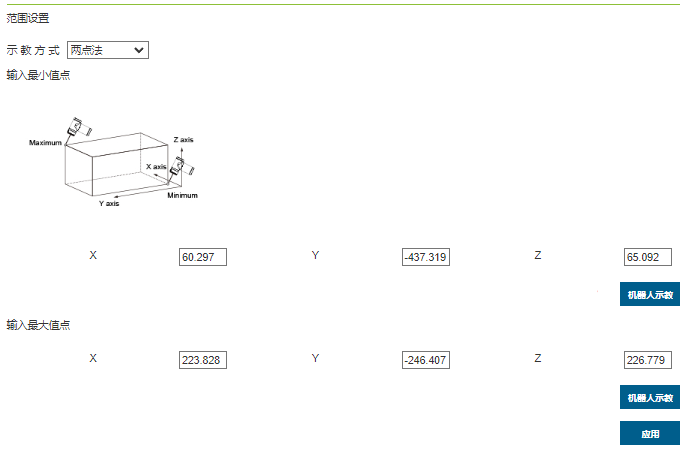 范围设置
示 教 方 式 两点法
输入最小值点
Maximum
Z axis
X axis
Minimum
Y axis
X 60.297 Y -437.319 Z 65.092
机器人示教
输入最大值点
X 223.828 Y -246.407 Z 226.779
机器人示教
应用